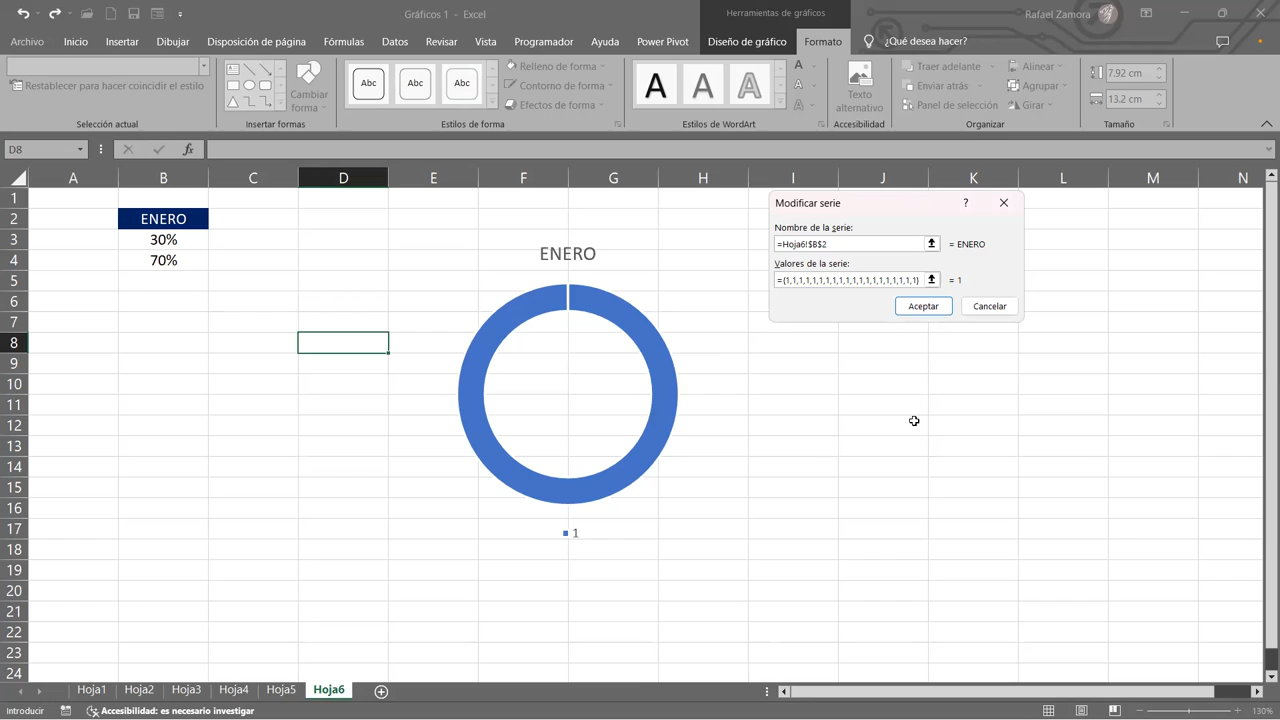 Gráficos 1 - Excel
Herramientas de gráficos
Rafael Zamora
Archivo Inicio Insertar Dibujar Disposición de página Fórmulas Datos Revisar Vista Programador Ayuda Power Pivot Diseño de gráfico Formato ¿Qué desea hacer?
Restablecer para hacer coincidir el estilo
Selección actual
Cambiar forma
Insertar formas
Abc Abc Abc
Relleno de forma
Contorno de forma
Efectos de forma
Estilos de forma
A A A
Estilos de WordArt
Texto alternativo
Accesibilidad
Traer adelante
Enviar atrás
Panel de selección
Alinear
Agrupar
Girar
Organizar
7.92 cm
13.2 cm
Tamaño
D8
fx
A B C D E F G H I J K L M N
1
2 ENERO
3 30%
4 70%
5
6
7
8
9
10
11
12
13
14
15
16
17
18
19
20
21
22
23
24
ENERO
1
Modificar serie ?
Nombre de la serie:
=Hoja6!$B$2 = ENERO
Valores de la serie:
={1,1,1,1,1,1,1,1,1,1,1,1,1,1,1,1,1,1,1,1} = 1
Aceptar Cancelar
Hoja1 Hoja2 Hoja3 Hoja4 Hoja5 Hoja6
Introducir
Accesibilidad: es necesario investigar
130%